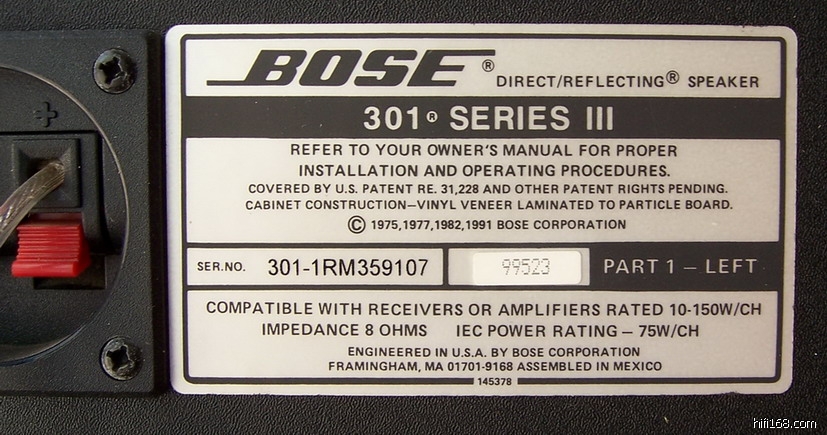 +
BOSE® DIRECT/REFLECTING® SPEAKER
301® SERIES III
REFER TO YOUR OWNER'S MANUAL FOR PROPER
INSTALLATION AND OPERATING PROCEDURES.
COVERED BY U.S. PATENT RE. 31,228 AND OTHER PATENT RIGHTS PENDING.
CABINET CONSTRUCTION—VINYL VENEER LAMINATED TO PARTICLE BOARD.
© 1975,1977,1982,1991 BOSE CORPORATION
SER.NO. 301-1RM359107 99523 PART 1 – LEFT
COMPATIBLE WITH RECEIVERS OR AMPLIFIERS RATED 10-150W/CH
IMPEDANCE 8 OHMS IEC POWER RATING – 75W/CH
ENGINEERED IN U.S.A. BY BOSE CORPORATION
FRAMINGHAM, MA 01701-9168 ASSEMBLED IN MEXICO
145378
hifi168.com